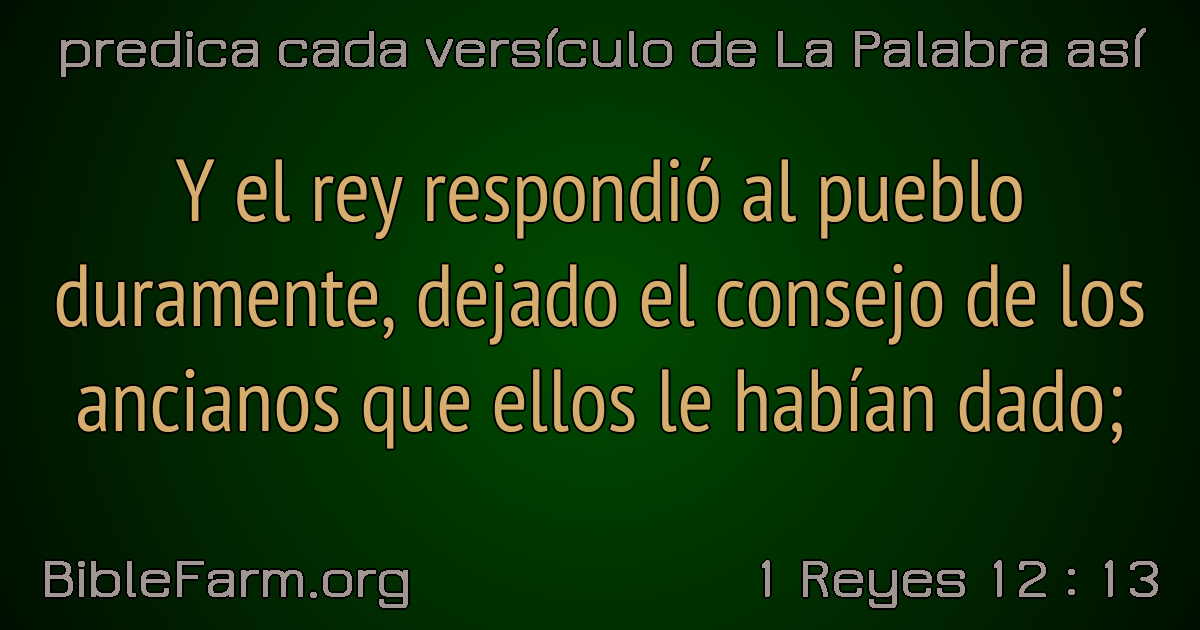 predica cada versículo de La Palabra así
Y el rey respondió al pueblo
duramente, dejado el consejo de los
ancianos que ellos le habían dado;
BibleFarm.org
1 Reyes 12 : 13